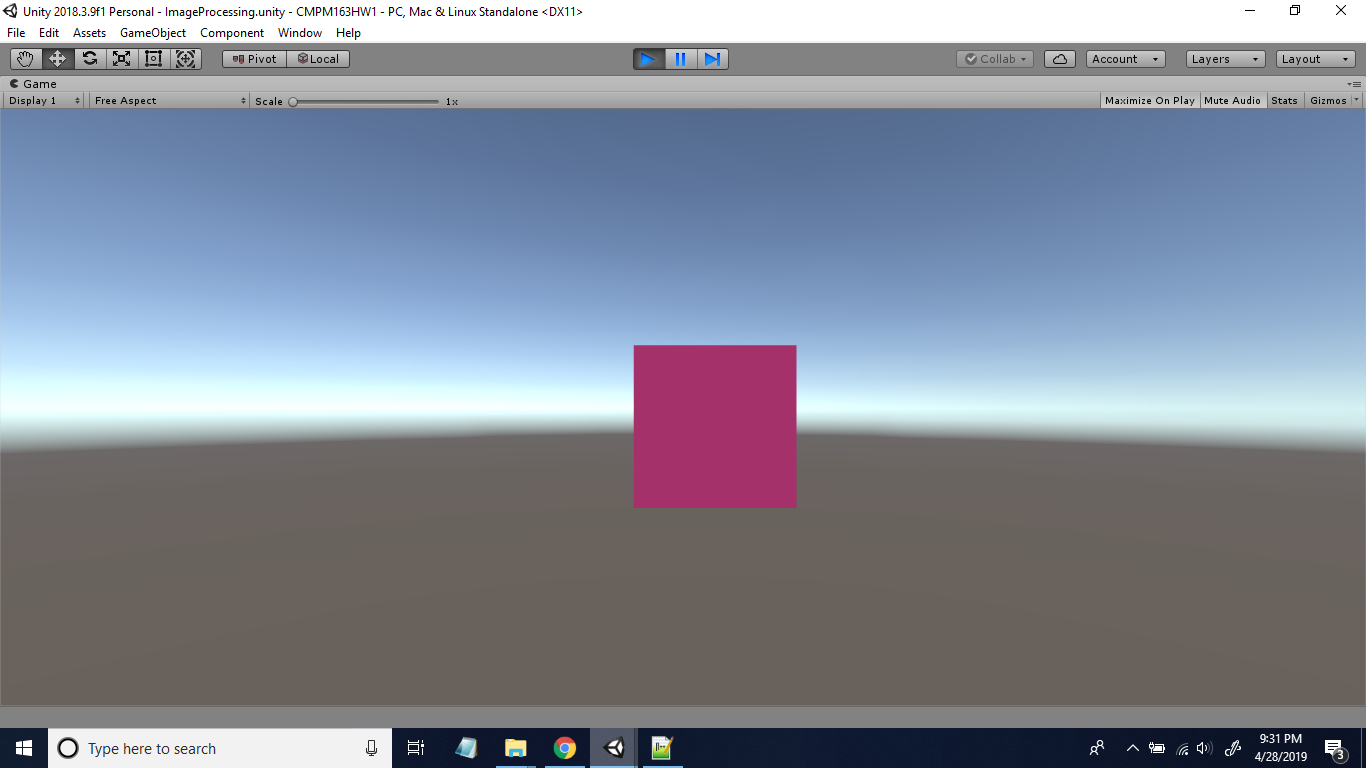 Unity 2018.3.9f1 Personal - ImageProcessing.unity - CMPM163HW1 - PC, Mac & Linux Standalone <DX11>
File Edit Assets GameObject Component Window Help
Pivot Local Collab Account Layers Layout
Game
Display 1 Free Aspect Scale 1x Maximize On Play Mute Audio Stats Gizmos
Type here to search
9:31 PM
4/28/2019
3